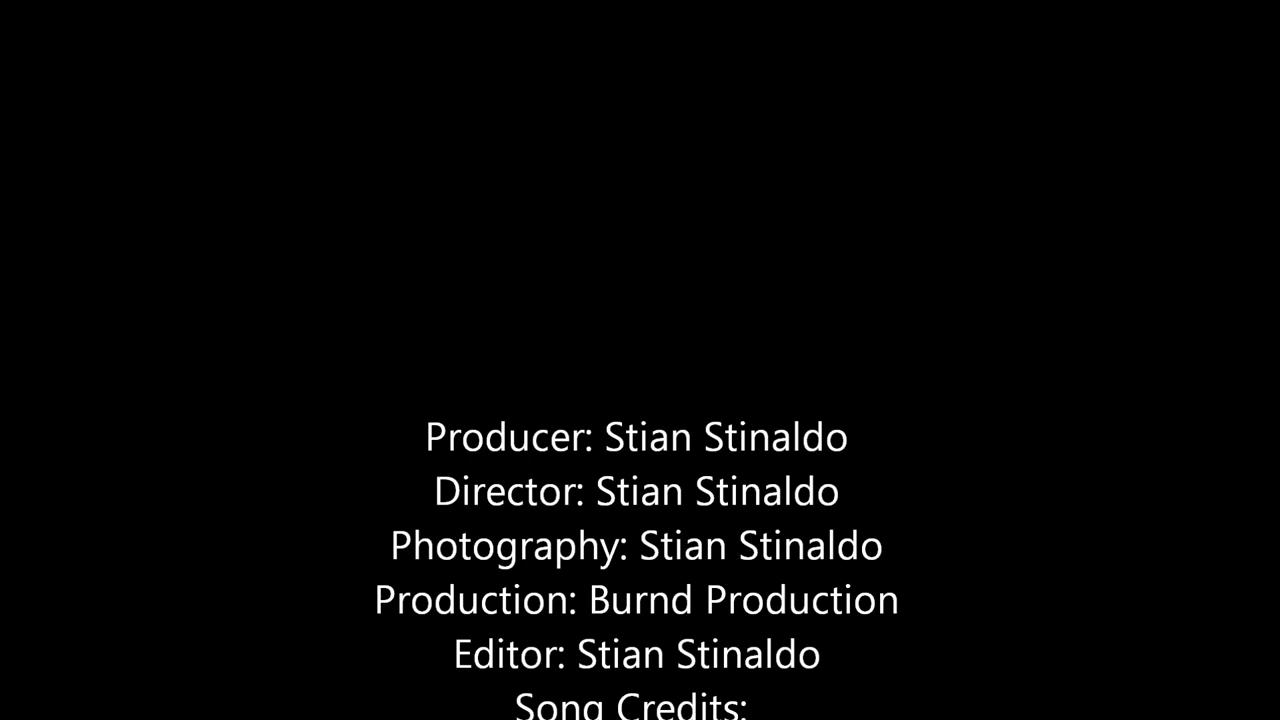 Producer: Stian Stinaldo
Director: Stian Stinaldo
Photography: Stian Stinaldo
Production: Burnd Production
Editor: Stian Stinaldo
Song Credits: